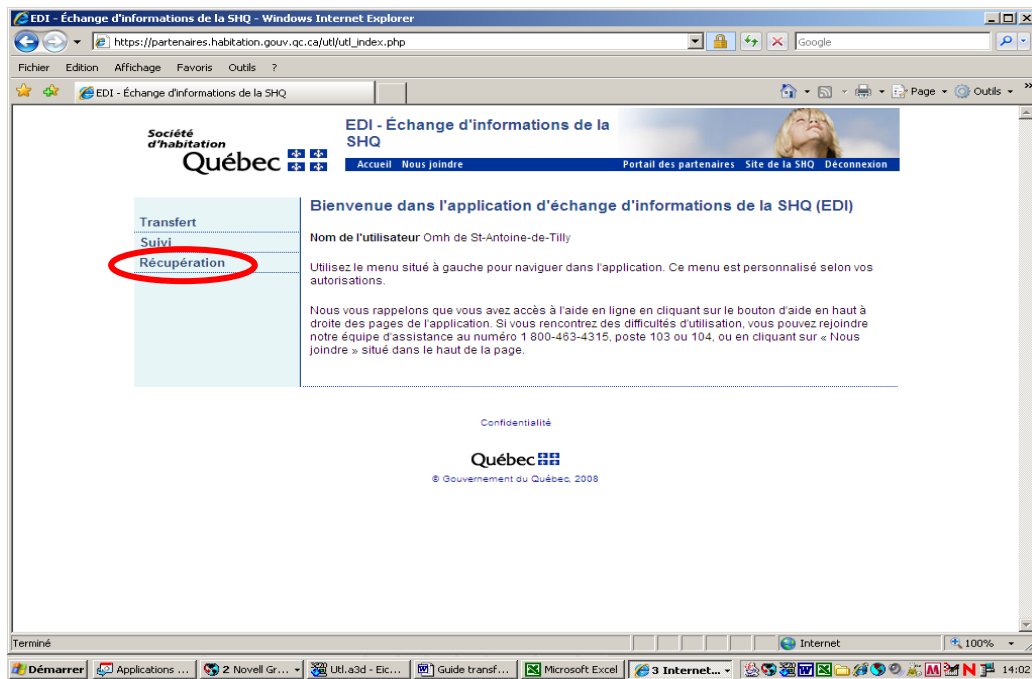 EDI - Échange d'informations de la SHQ - Windows Internet Explorer
https://partenaires.habitation.gouv.qc.ca/utl/utl_index.php
Google
Fichier Edition Affichage Favoris Outils ?
EDI - Échange d'informations de la SHQ
Page Outils »
Société
d'habitation
Québec
EDI - Échange d'informations de la
SHQ
Accueil Nous joindre Portail des partenaires Site de la SHQ Déconnexion
Transfert
Suivi
Récupération
Bienvenue dans l'application d'échange d'informations de la SHQ (EDI)
Nom de l'utilisateur Omh de St-Antoine-de-Tilly
Utilisez le menu situé à gauche pour naviguer dans l'application. Ce menu est personnalisé selon vos
autorisations.
Nous vous rappelons que vous avez accès à l'aide en ligne en cliquant sur le bouton d'aide en haut à
droite des pages de l'application. Si vous rencontrez des difficultés d'utilisation, vous pouvez rejoindre
notre équipe d'assistance au numéro 1 800-463-4315, poste 103 ou 104, ou en cliquant sur « Nous
joindre » situé dans le haut de la page.
Confidentialité
Québec
© Gouvernement du Québec, 2008
Terminé
Internet
100%
Démarrer
Applications ...
2 Novell Gr...
Utl.a3d - Eic...
Guide transf...
Microsoft Excel
3 Internet...
14:02